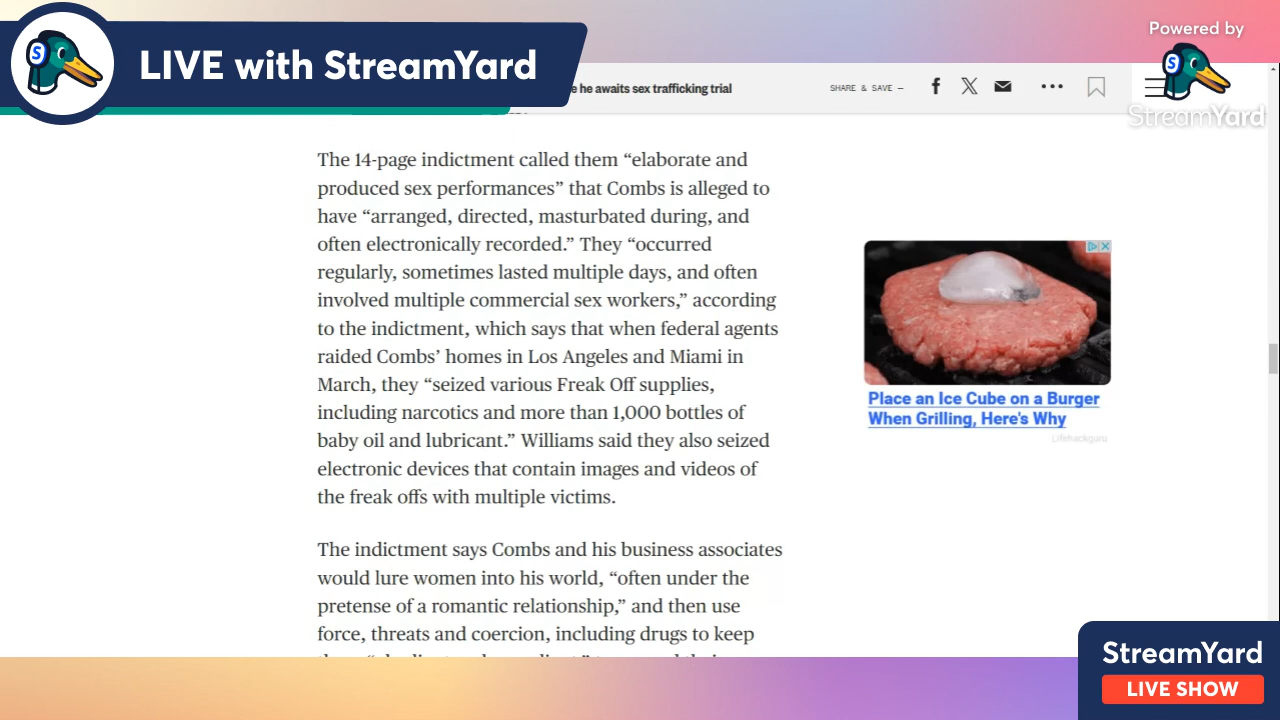 LIVE with StreamYard
Powered by
StreamYard
e he awaits sex trafficking trial
SHARE & SAVE —
The 14-page indictment called them “elaborate and
produced sex performances” that Combs is alleged to
have “arranged, directed, masturbated during, and
often electronically recorded.” They “occurred
regularly, sometimes lasted multiple days, and often
involved multiple commercial sex workers,” according
to the indictment, which says that when federal agents
raided Combs’ homes in Los Angeles and Miami in
March, they “seized various Freak Off supplies,
including narcotics and more than 1,000 bottles of
baby oil and lubricant.” Williams said they also seized
electronic devices that contain images and videos of
the freak offs with multiple victims.
Place an Ice Cube on a Burger
When Grilling, Here's Why
Lifehackguru
The indictment says Combs and his business associates
would lure women into his world, “often under the
pretense of a romantic relationship,” and then use
force, threats and coercion, including drugs to keep
StreamYard
LIVE SHOW